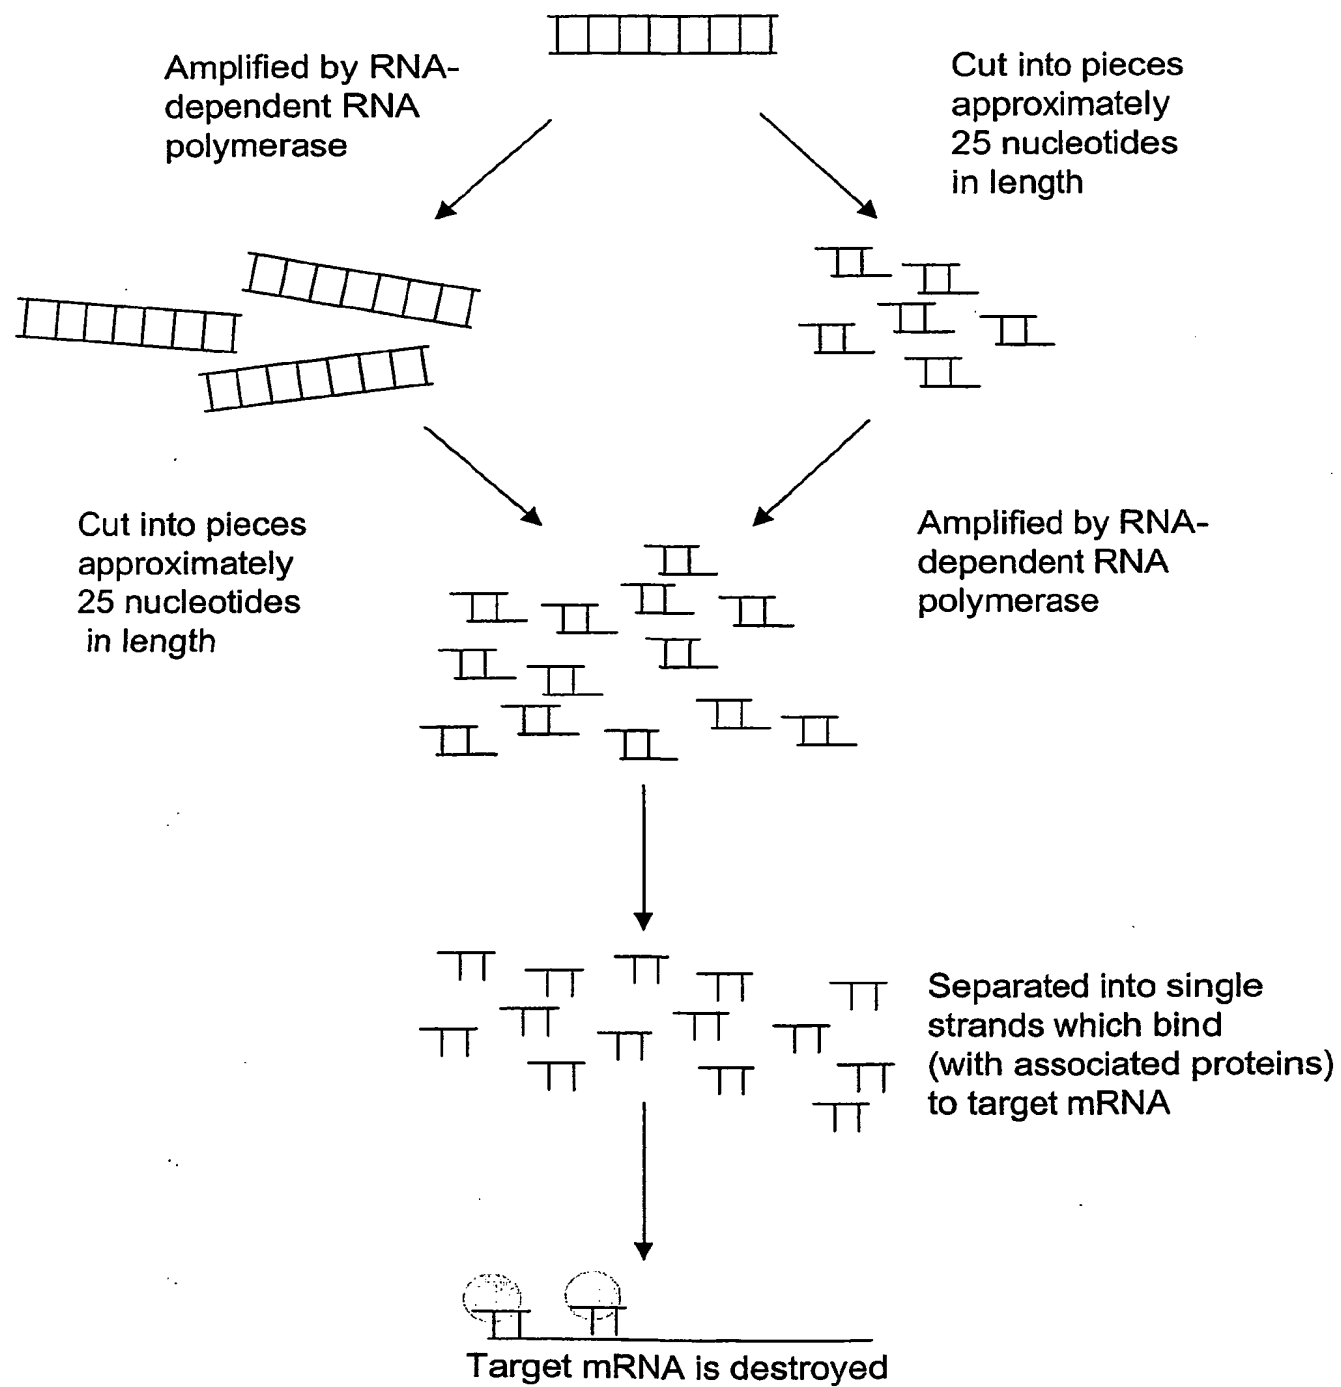 Amplified by RNA-
dependent RNA
polymerase
Cut into pieces
approximately
25 nucleotides
in length
Cut into pieces
approximately
25 nucleotides
in length
Amplified by RNA-
dependent RNA
polymerase
Separated into single
strands which bind
(with associated proteins)
to target mRNA
Target mRNA is destroyed